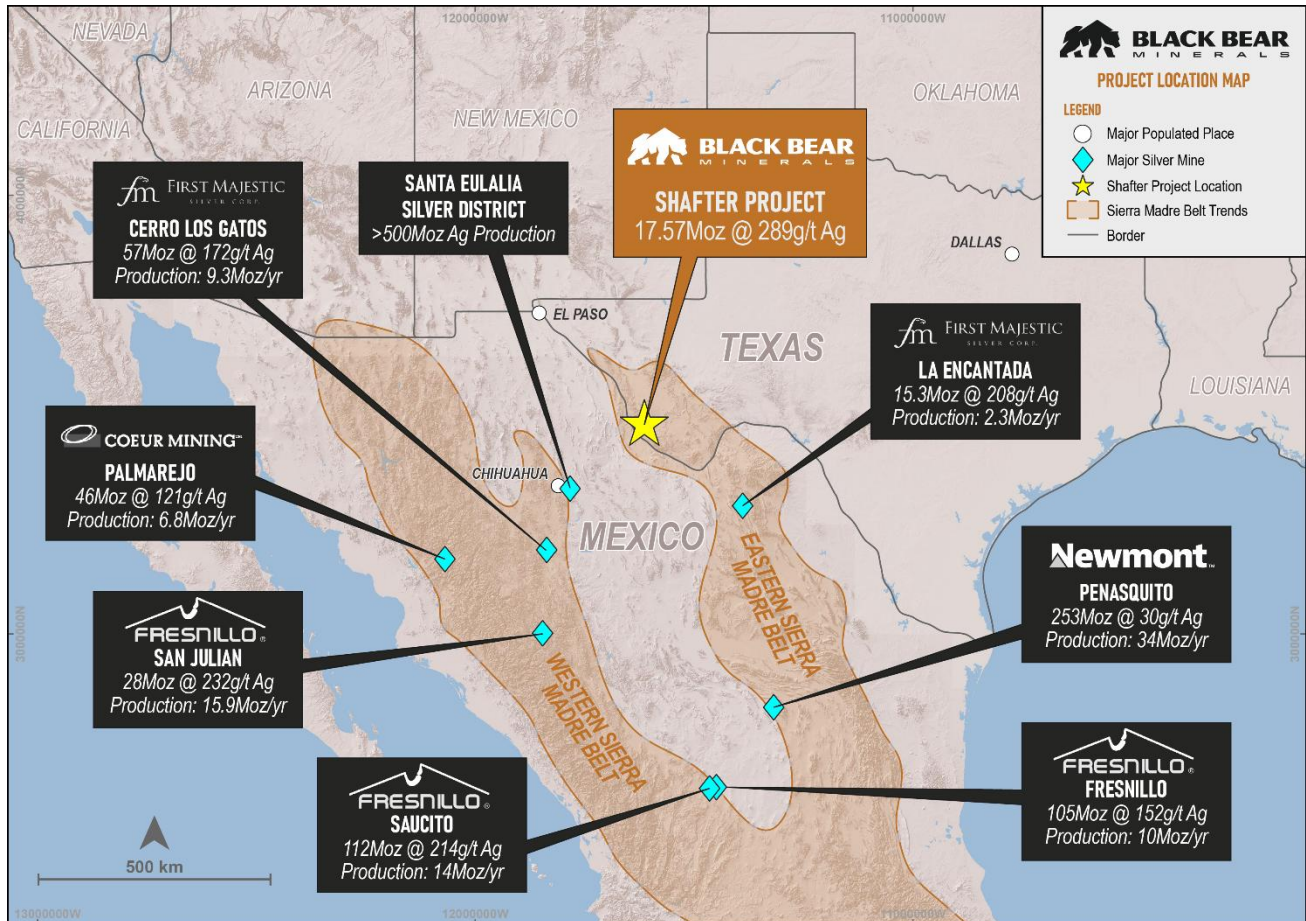 12000000W
11000000W
NEVADA
ARIZONA
NEW MEXICO
OKLAHOMA
CALIFORNIA
BLACK BEAR
MINERALS
PROJECT LOCATION MAP
LEGEND
Major Populated Place
Major Silver Mine
Shafter Project Location
Sierra Madre Belt Trends
Border
fm FIRST MAJESTIC
SILVER CORP.
CERRO LOS GATOS
57Moz @ 172g/t Ag
Production: 9.3Moz/yr
SANTA EULALIA
SILVER DISTRICT
>500Moz Ag Production
BLACK BEAR
MINERALS
SHAFTER PROJECT
17.57Moz @ 289g/t Ag
DALLAS
4000000N
EL PASO
TEXAS
LOUISIANA
fm FIRST MAJESTIC
SILVER CORP.
LA ENCANTADA
15.3Moz @ 208g/t Ag
Production: 2.3Moz/yr
COEUR MINING
PALMAREJO
46Moz @ 121g/t Ag
Production: 6.8Moz/yr
CHIHUAHUA
MEXICO
EASTERN SIERRA
MADRE BELT
Newmont™
PENASQUITO
253Moz @ 30g/t Ag
Production: 34Moz/yr
FRESNILLO®
SAN JULIAN
28Moz @ 232g/t Ag
Production: 15.9Moz/yr
3000000N
3000000N
WESTERN SIERRA
MADRE BELT
FRESNILLO®
SAUCITO
112Moz @ 214g/t Ag
Production: 14Moz/yr
FRESNILLO®
FRESNILLO
105Moz @ 152g/t Ag
Production: 10Moz/yr
500 km
13000000W
12000000W
11000000W